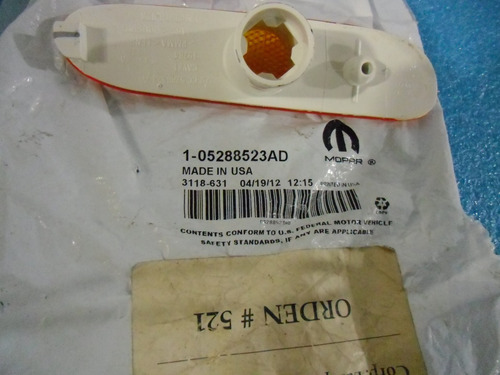 1-05288523AD
MOPAR ®
MADE IN USA
3118-631 04/19/12 12:15
CONTENTS CONFORM TO U.S. FEDERAL MOTOR VEHICLE
SAFETY STANDARDS, IF ANY ARE APPLICABLE
ORDEN # 521